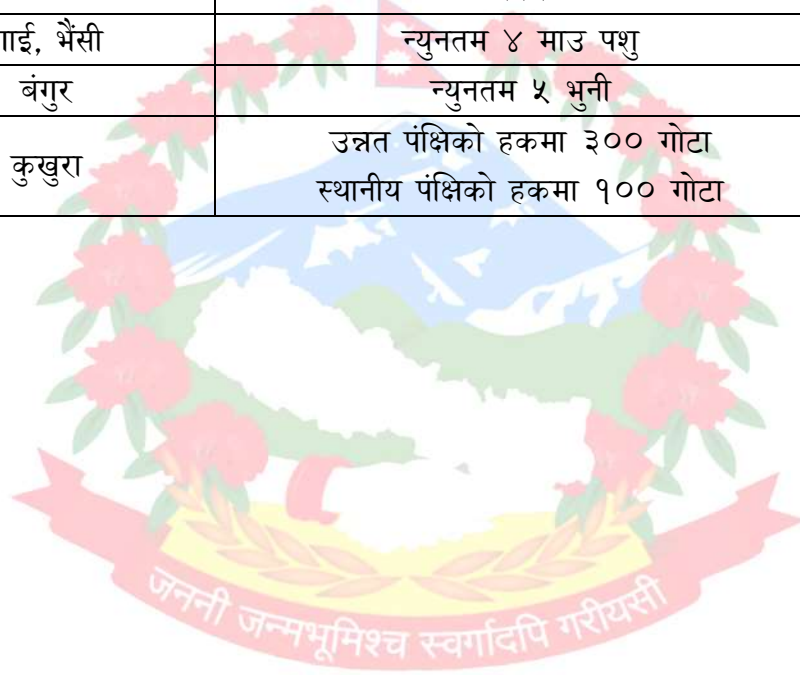 गाई, भैंसी न्युनतम ४ माउ पशु
बंगुर न्युनतम ५ भुनी
कुखुरा उन्नत पंक्षिको हकमा ३०० गोटा
स्थानीय पंक्षिको हकमा १०० गोटा
जननी जन्मभूमिश्च स्वर्गादपि गरीयसी